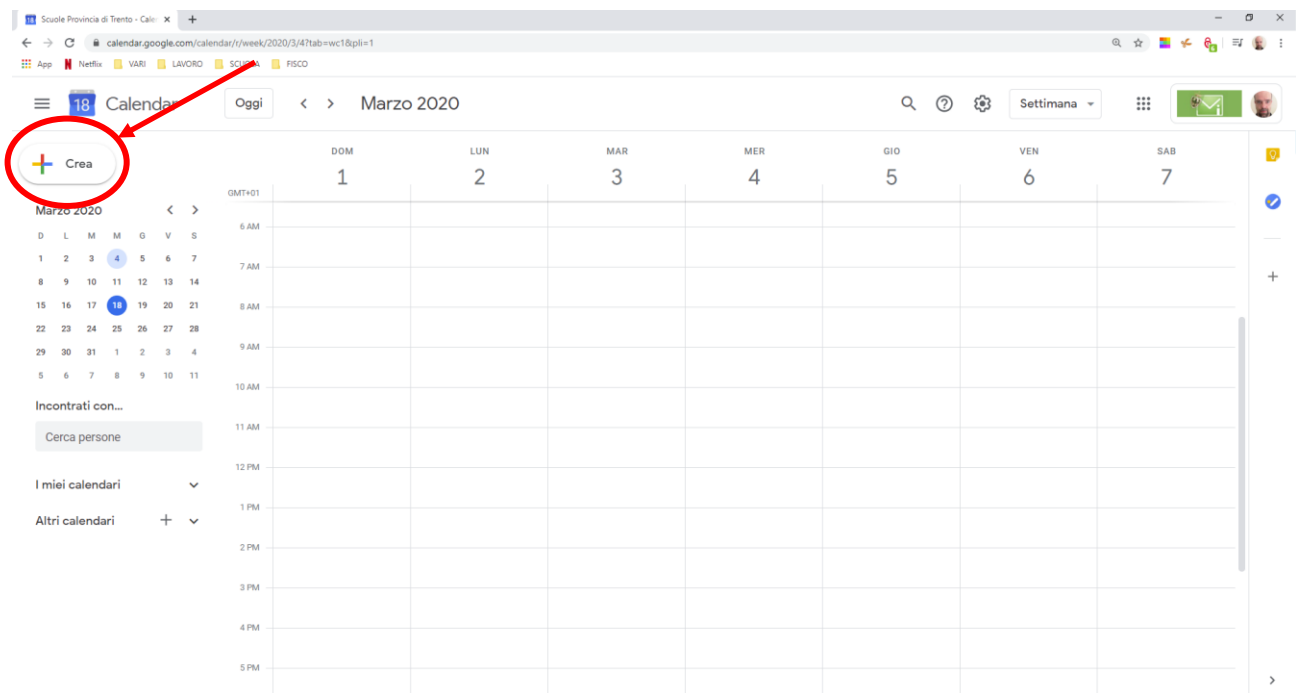 Scuole Provincia di Trento - Cale
calendar.google.com/calendar/r/week/2020/3/4?tab=wc1&pli=1
App Netflix VARI LAVORO SCUOLA FISCO
18 Calendar Oggi Marzo 2020 Settimana
Crea
DOM LUN MAR MER GIO VEN SAB
1 2 3 4 5 6 7
GMT+01
Marzo 2020
D L M M G V S
1 2 3 4 5 6 7
8 9 10 11 12 13 14
15 16 17 18 19 20 21
22 23 24 25 26 27 28
29 30 31 1 2 3 4
5 6 7 8 9 10 11
Incontrati con...
Cerca persone
I miei calendari
Altri calendari
6 AM
7 AM
8 AM
9 AM
10 AM
11 AM
12 PM
1 PM
2 PM
3 PM
4 PM
5 PM